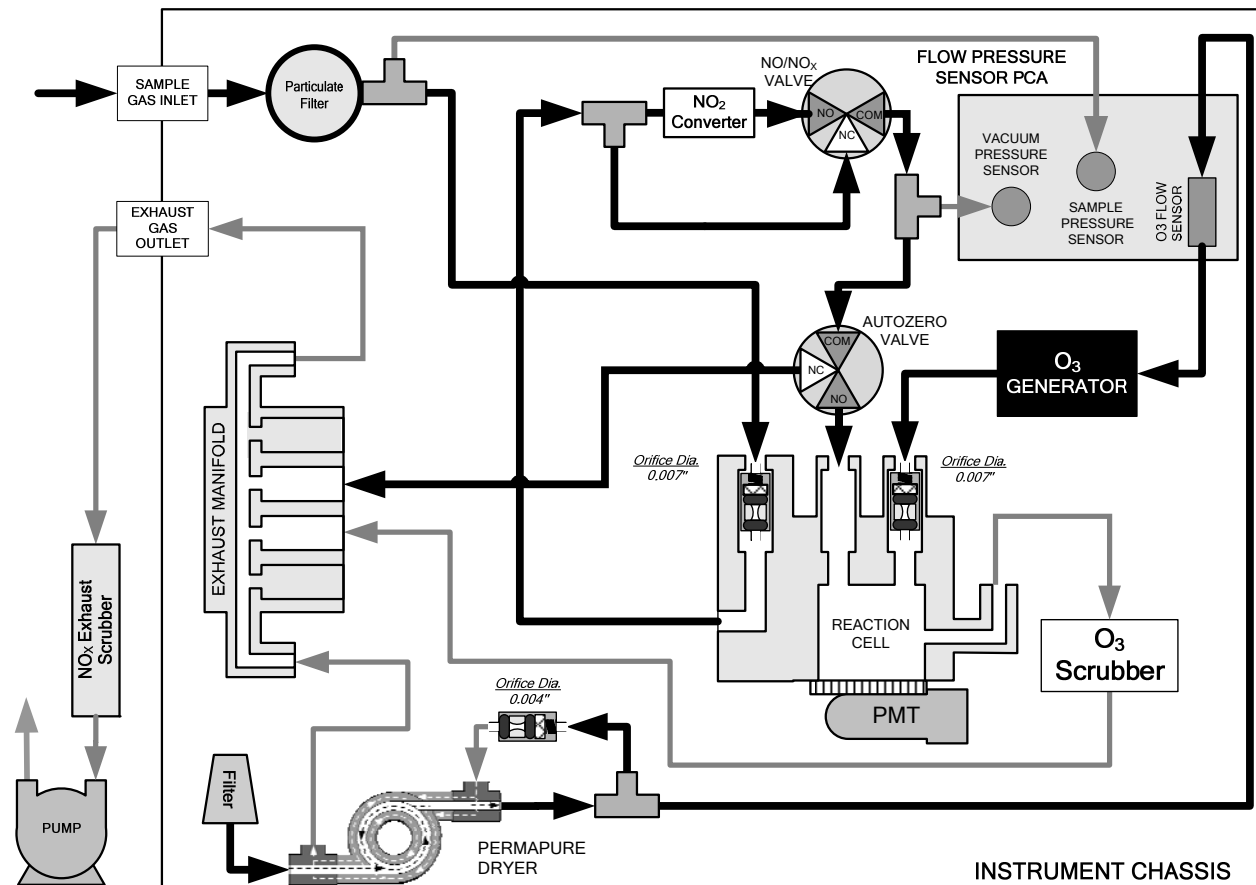 SAMPLE
GAS INLET
Particulate
Filter
NO/NOX
VALVE
FLOW PRESSURE
SENSOR PCA
NO2
Converter
NO
COM
NC
VACUUM
PRESSURE
SENSOR
SAMPLE
PRESSURE
SENSOR
O3 FLOW
SENSOR
EXHAUST
GAS
OUTLET
AUTOZERO
VALVE
COM
NC
NO
O3
GENERATOR
EXHAUST MANIFOLD
Orifice Dia.
0.007"
Orifice Dia.
0.007"
NOX Exhaust
Scrubber
REACTION
CELL
O3
Scrubber
Orifice Dia.
0.004"
PMT
Filter
PUMP
PERMAPURE
DRYER
INSTRUMENT CHASSIS